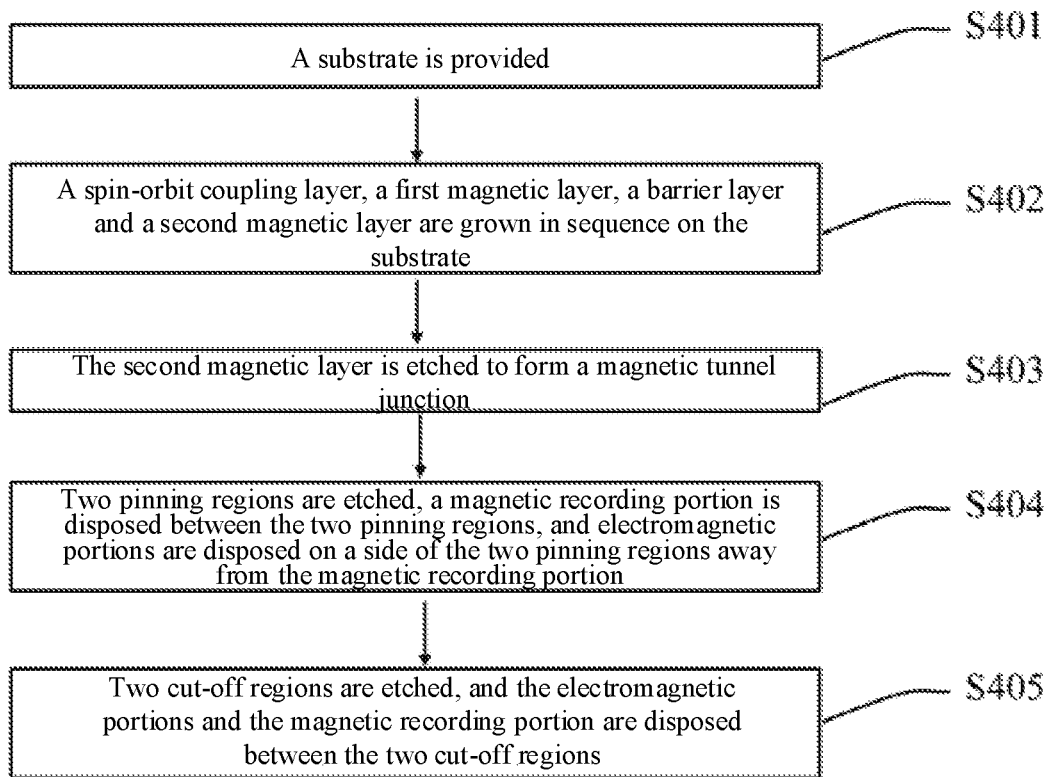 S401
A substrate is provided
S402
A spin-orbit coupling layer, a first magnetic layer, a barrier layer
and a second magnetic layer are grown in sequence on the
substrate
S403
The second magnetic layer is etched to form a magnetic tunnel
junction
S404
Two pinning regions are etched, a magnetic recording portion is
disposed between the two pinning regions, and electromagnetic
portions are disposed on a side of the two pinning regions away
from the magnetic recording portion
S405
Two cut-off regions are etched, and the electromagnetic
portions and the magnetic recording portion are disposed
between the two cut-off regions